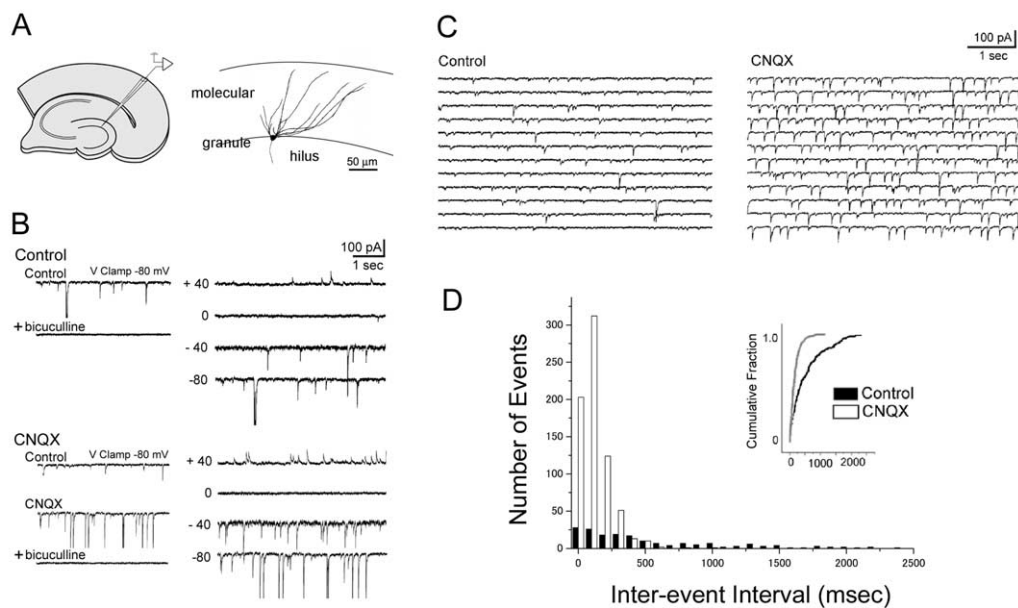 A
molecular
granule
hilus
50 µm
B
100 pA
1 sec
Control
Control
V Clamp -80 mV
+ bicuculline
+ 40
0
- 40
-80
CNQX
Control
V Clamp -80 mV
CNQX
+ bicuculline
+ 40
0
- 40
-80
C
100 pA
1 sec
Control
CNQX
D
Number of Events
300
250
200
150
100
50
0
0 500 1000 1500 2000 2500
Inter-event Interval (msec)
Cumulative Fraction
1.0
0
0 1000 2000
Control
CNQX